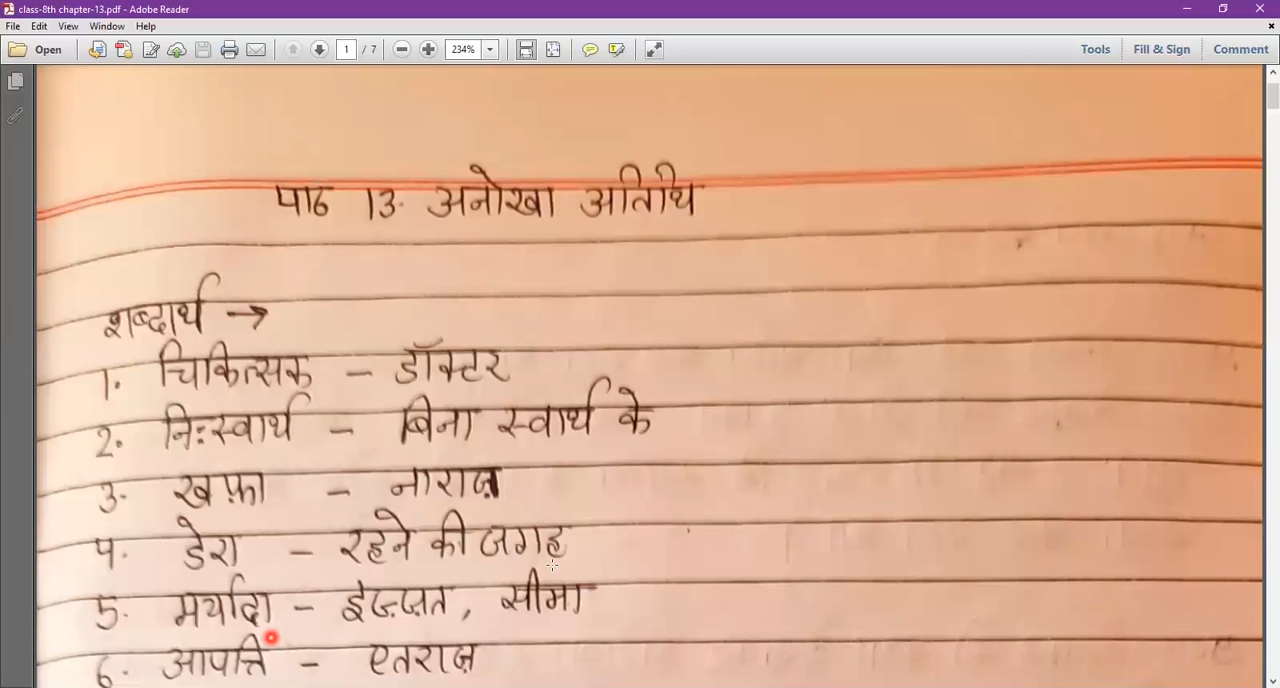 class-8th chapter-13.pdf - Adobe Reader
File Edit View Window Help
Open 1 / 7 234% Tools Fill & Sign Comment
पाठ 13. अनोखा अतिथि
शब्दार्थ →
1. चिकित्सक - डॉक्टर
2. निःस्वार्थ - बिना स्वार्थ के
3. खफ़ा - नाराज़
4. डेरा - रहने की जगह
5. मर्यादा - इज़्ज़त, सीमा
6. आपत्ति - एतराज़